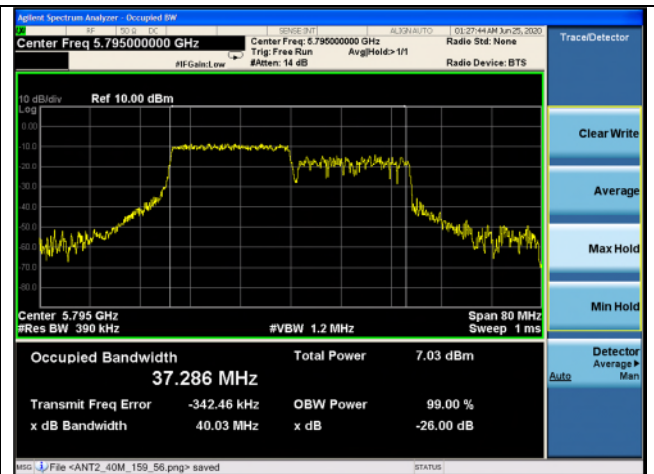 Agilent Spectrum Analyzer - Occupied BW
RF 50 Ω DC SENSE:INT ALIGNAUTO 01:27:44 AM Jun 25, 2020
Center Freq 5.795000000 GHz
Center Freq: 5.795000000 GHz
Radio Std: None
Trig: Free Run Avg|Hold:>1/1
#IFGain:Low #Atten: 14 dB Radio Device: BTS
Trace/Detector
10 dB/div Ref 10.00 dBm
Log
0.00
-10.0
-20.0
-30.0
-40.0
-50.0
-60.0
-70.0
-80.0
Clear Write
Average
Max Hold
Min Hold
Center 5.795 GHz Span 80 MHz
#Res BW 390 kHz #VBW 1.2 MHz Sweep 1 ms
Detector
Average▶
Auto Man
Occupied Bandwidth Total Power 7.03 dBm
37.286 MHz
Transmit Freq Error -342.46 kHz OBW Power 99.00 %
x dB Bandwidth 40.03 MHz x dB -26.00 dB
MSG File <ANT2_40M_159_56.png> saved STATUS